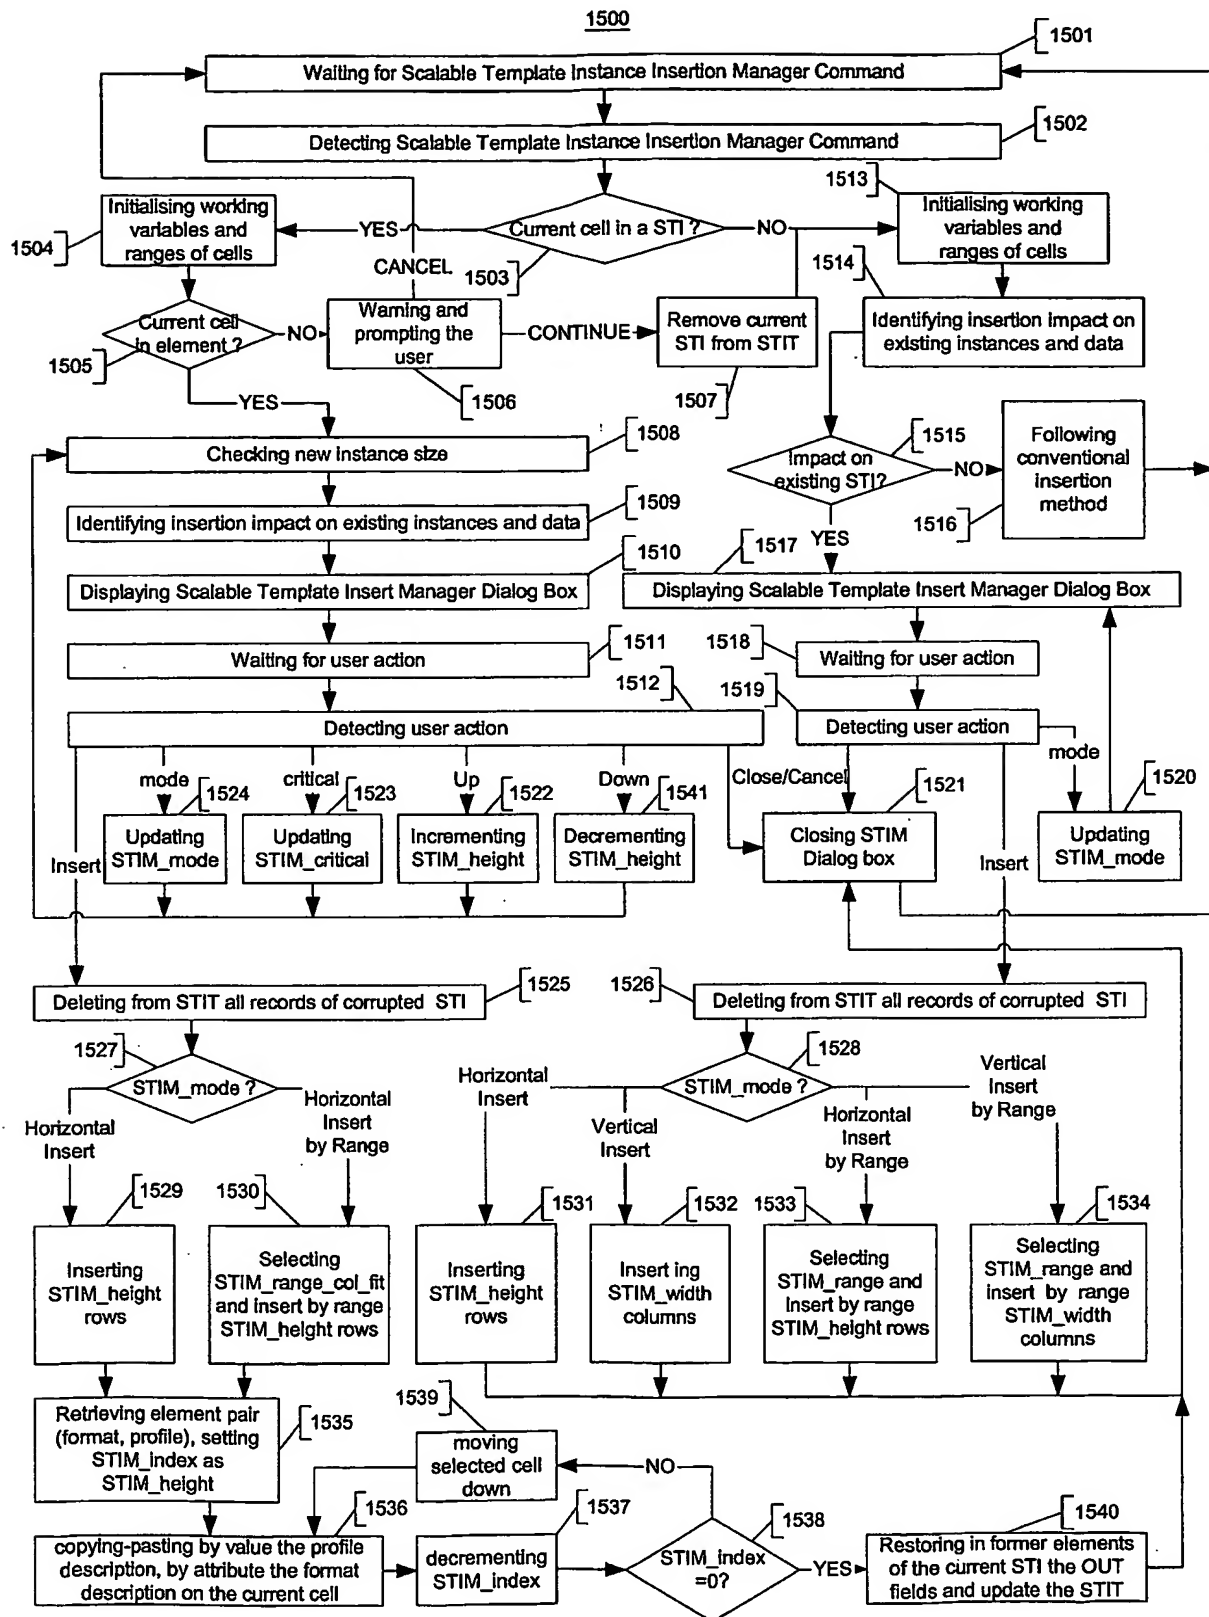 1500
1501
Waiting for Scalable Template Instance Insertion Manager Command
1502
Detecting Scalable Template Instance Insertion Manager Command
1513
1504
Initialising working
variables and
ranges of cells
YES
Current cell in a STI ?
NO
Initialising working
variables and
ranges of cells
1503
1514
CANCEL
Current cell
in element ?
1505
NO
Warning and
prompting the
user
CONTINUE
Remove current
STI from STIT
Identifying insertion impact on
existing instances and data
1506
1507
YES
1508
Checking new instance size
Impact on
existing STI?
1515
NO
Following
conventional
insertion
method
1516
1509
Identifying insertion impact on existing instances and data
YES
1510
1517
Displaying Scalable Template Insert Manager Dialog Box
Displaying Scalable Template Insert Manager Dialog Box
1511
1518
Waiting for user action
Waiting for user action
1512
1519
Detecting user action
Detecting user action
mode
mode
critical
Up
Down
Close/Cancel
1524
1523
1522
1541
1521
1520
Insert
Updating
STIM_mode
Updating
STIM_critical
Incrementing
STIM_height
Decrementing
STIM_height
Closing STIM
Dialog box
Insert
Updating
STIM_mode
1525
1526
Deleting from STIT all records of corrupted STI
Deleting from STIT all records of corrupted STI
1527
1528
STIM_mode ?
STIM_mode ?
Horizontal
Insert
Horizontal
Insert
by Range
Horizontal
Insert
Vertical
Insert
Horizontal
Insert
by Range
Vertical
Insert
by Range
1529
1530
1531
1532
1533
1534
Inserting
STIM_height
rows
Selecting
STIM_range_col_fit
and insert by range
STIM_height rows
Inserting
STIM_height
rows
Insert ing
STIM_width
columns
Selecting
STIM_range and
insert by range
STIM_height rows
Selecting
STIM_range and
insert by range
STIM_width
columns
1539
Retrieving element pair
(format, profile), setting
STIM_index as
STIM_height
1535
moving
selected cell
down
NO
1536
1537
1538
1540
copying-pasting by value the profile
description, by attribute the format
description on the current cell
decrementing
STIM_index
STIM_index
=0?
YES
Restoring in former elements
of the current STI the OUT
fields and update the STIT